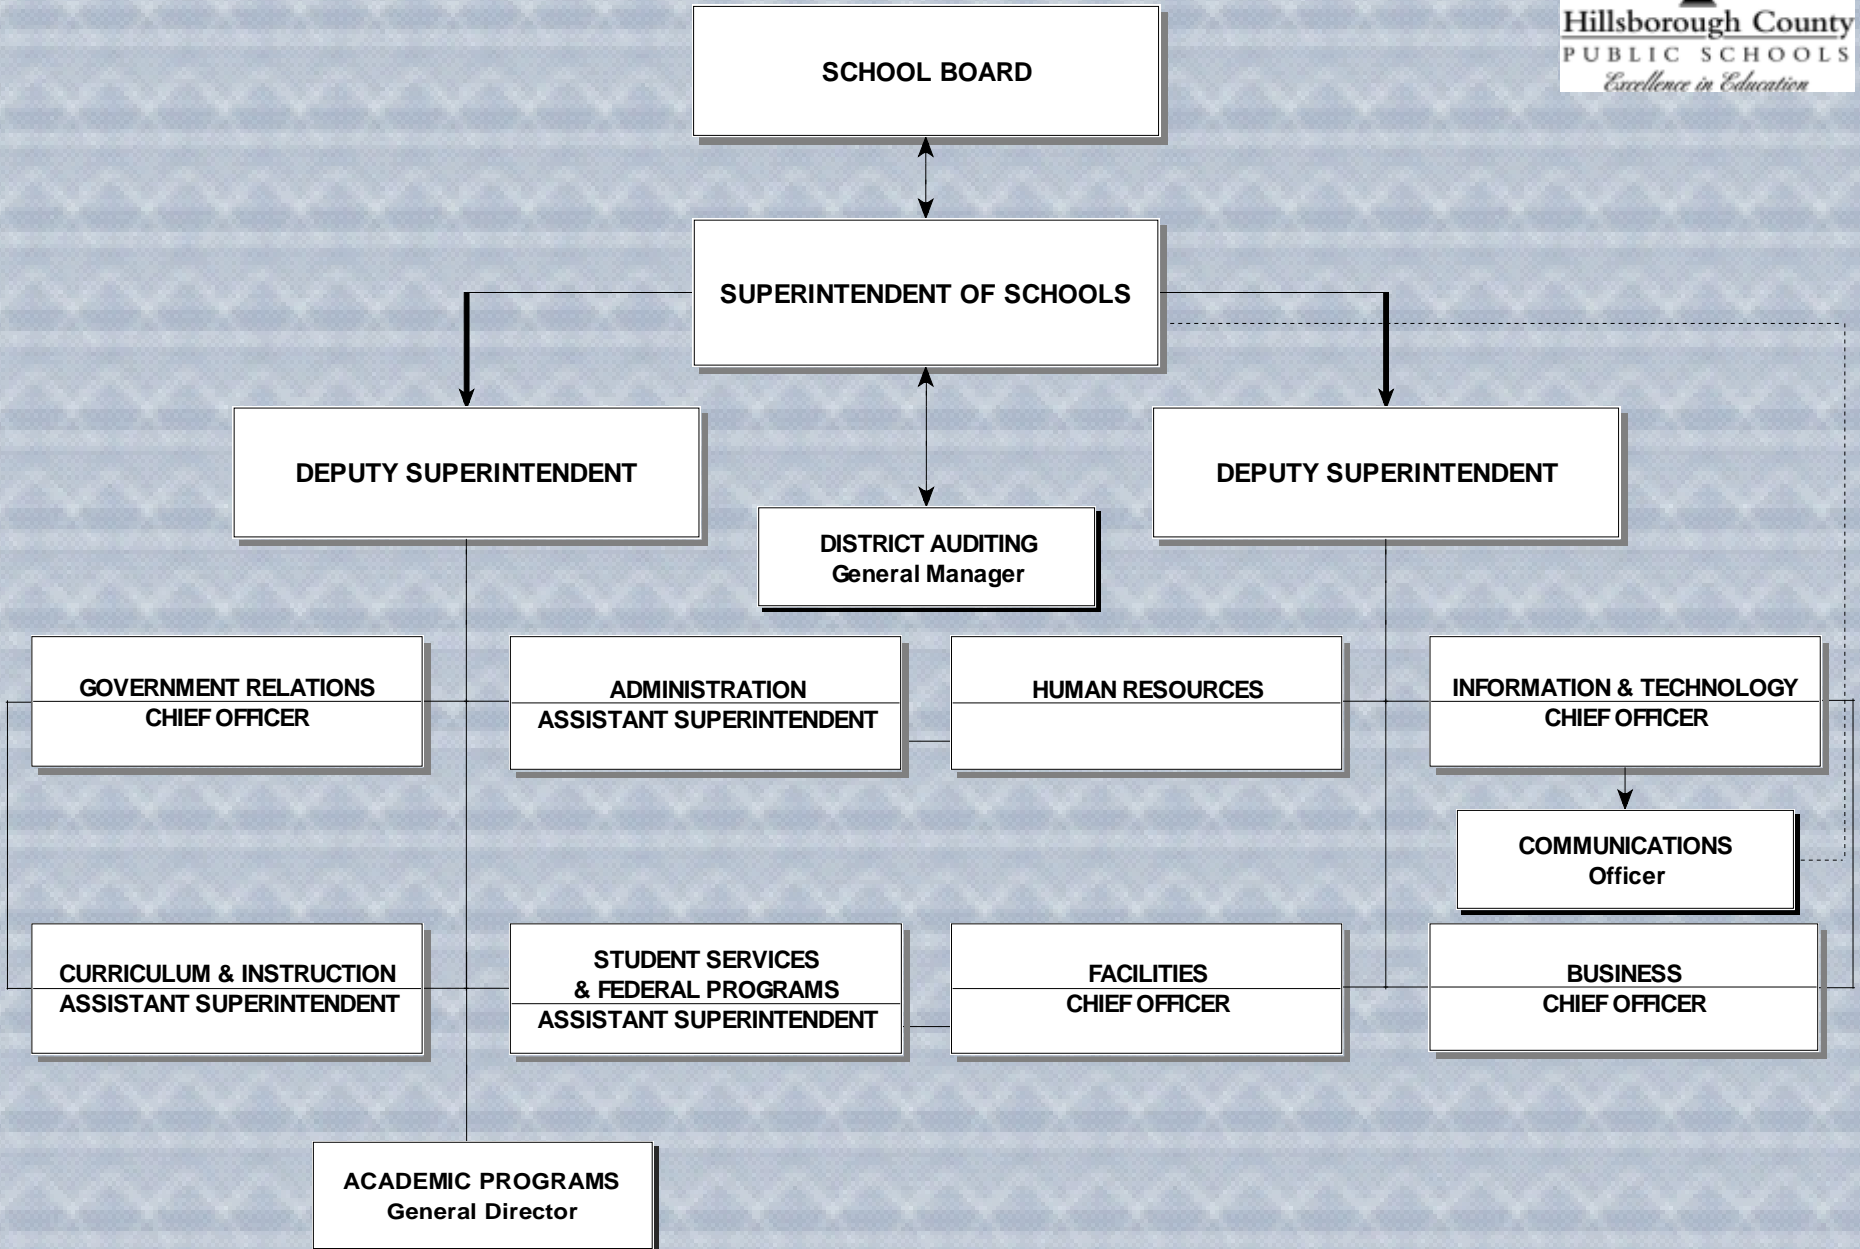 Hillsborough County
PUBLIC SCHOOLS
Excellence in Education
SCHOOL BOARD
SUPERINTENDENT OF SCHOOLS
DEPUTY SUPERINTENDENT
DEPUTY SUPERINTENDENT
DISTRICT AUDITING
General Manager
GOVERNMENT RELATIONS
CHIEF OFFICER
ADMINISTRATION
ASSISTANT SUPERINTENDENT
HUMAN RESOURCES
INFORMATION & TECHNOLOGY
CHIEF OFFICER
COMMUNICATIONS
Officer
CURRICULUM & INSTRUCTION
ASSISTANT SUPERINTENDENT
STUDENT SERVICES
& FEDERAL PROGRAMS
ASSISTANT SUPERINTENDENT
FACILITIES
CHIEF OFFICER
BUSINESS
CHIEF OFFICER
ACADEMIC PROGRAMS
General Director